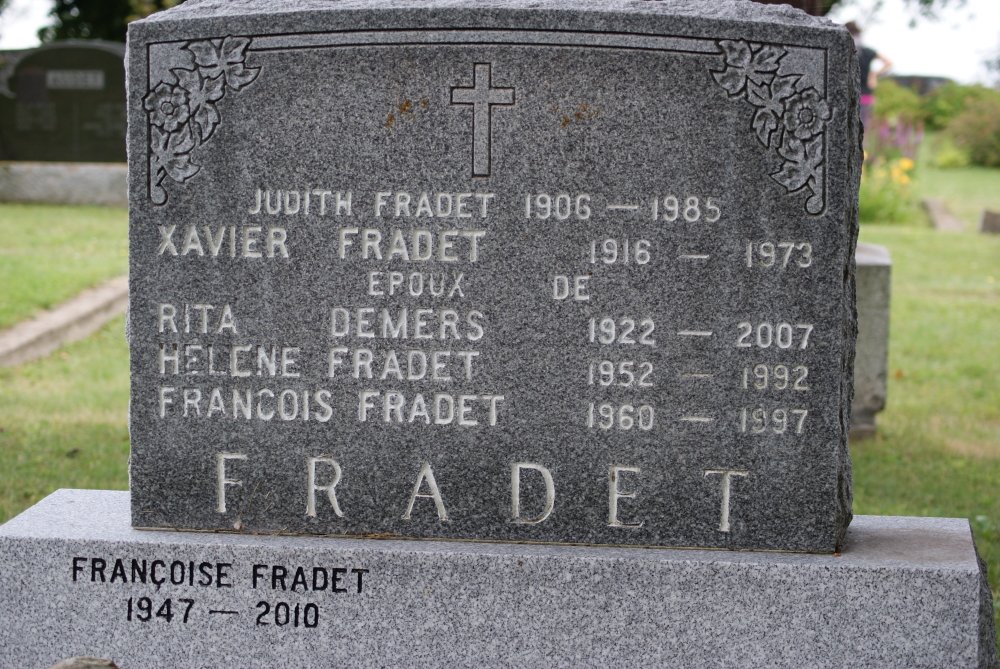 JUDITH FRADET 1906 — 1985
XAVIER FRADET 1916 — 1973
EPOUX DE
RITA DEMERS 1922 — 2007
HELENE FRADET 1952 — 1992
FRANCOIS FRADET 1960 — 1997
FRADET
FRANÇOISE FRADET
1947 — 2010